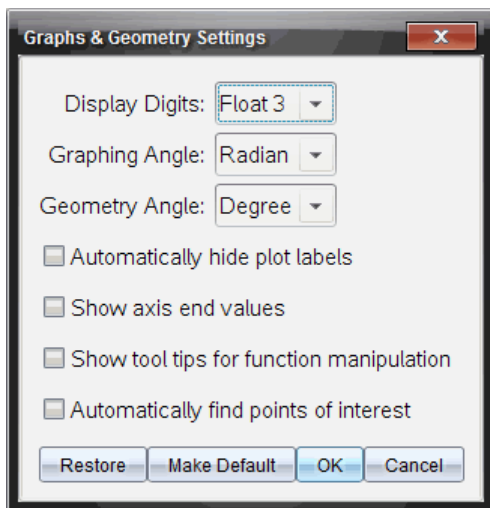 Graphs & Geometry Settings
Display Digits: Float 3
Graphing Angle: Radian
Geometry Angle: Degree
Automatically hide plot labels
Show axis end values
Show tool tips for function manipulation
Automatically find points of interest
Restore Make Default OK Cancel